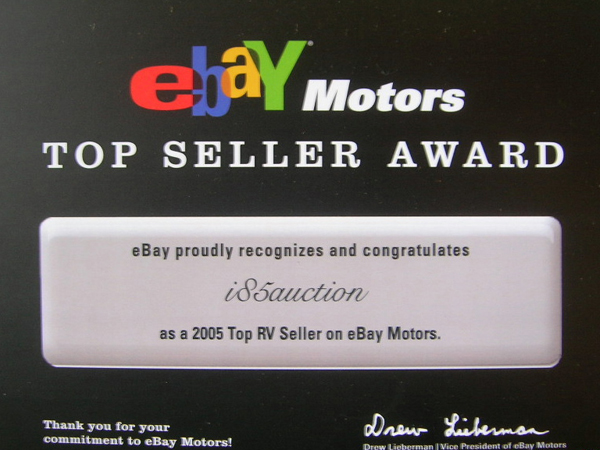 ebaY Motors
TOP SELLER AWARD
eBay proudly recognizes and congratulates
i85auction
as a 2005 Top RV Seller on eBay Motors.
Thank you for your
commitment to eBay Motors!
Drew Lieberman
Drew Lieberman | Vice President of eBay Motors